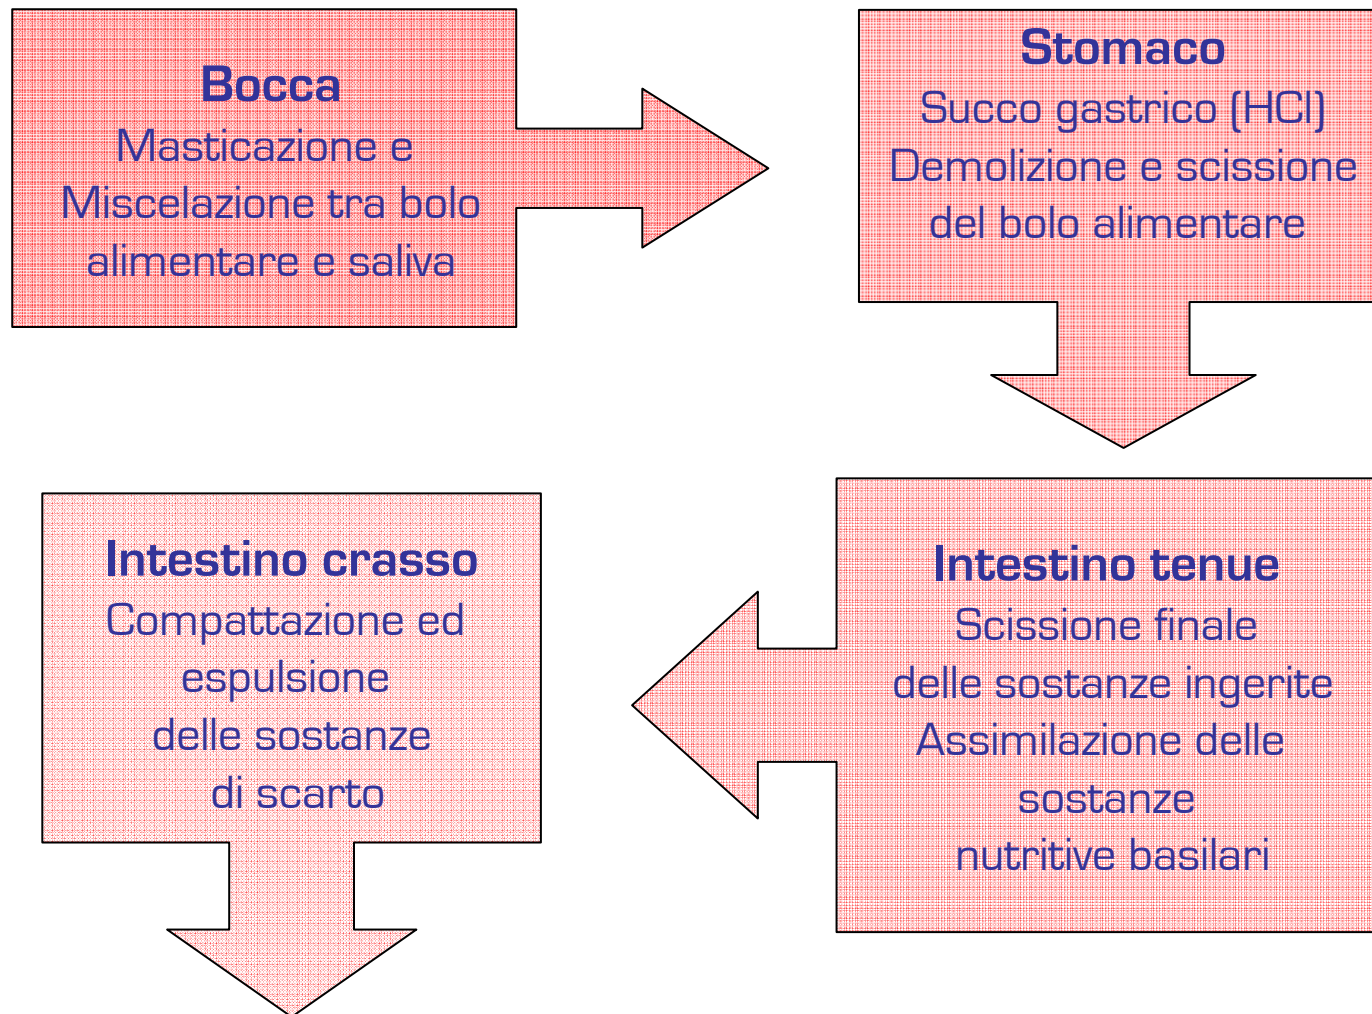 Bocca
Masticazione e
Miscelazione tra bolo
alimentare e saliva
Stomaco
Succo gastrico (HCl)
Demolizione e scissione
del bolo alimentare
Intestino tenue
Scissione finale
delle sostanze ingerite
Assimilazione delle
sostanze
nutritive basilari
Intestino crasso
Compattazione ed
espulsione
delle sostanze
di scarto